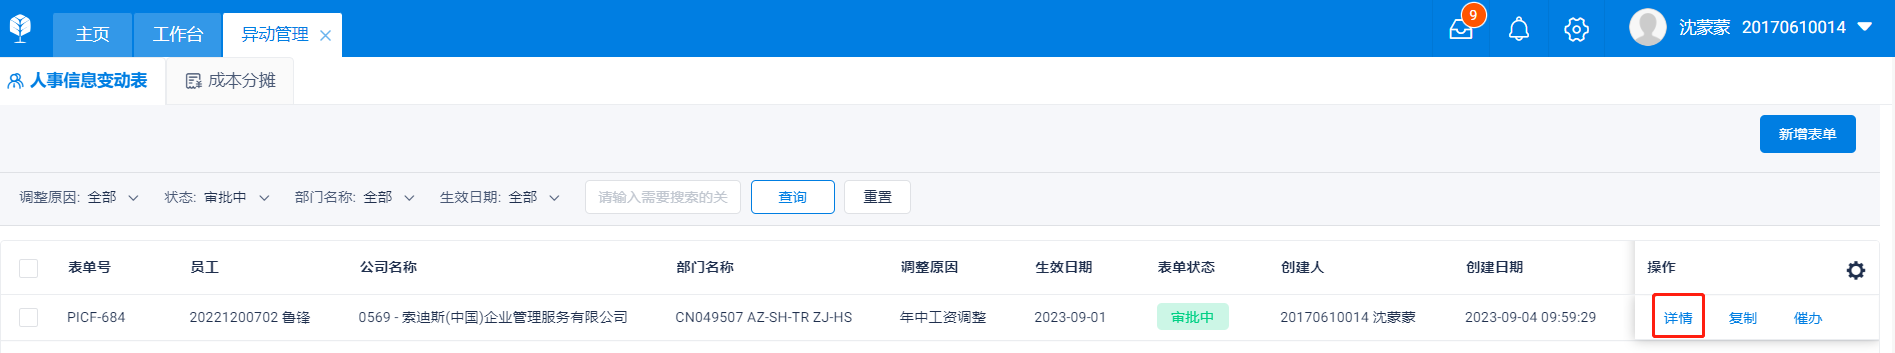 主页 工作台 异动管理 9 沈蒙蒙 20170610014
人事信息变动表 成本分摊
新增表单
调整原因: 全部 状态: 审批中 部门名称: 全部 生效日期: 全部 请输入需要搜索的关 查询 重置
表单号 员工 公司名称 部门名称 调整原因 生效日期 表单状态 创建人 创建日期 操作
PICF-684 20221200702 鲁锋 0569 - 索迪斯(中国)企业管理服务有限公司 CN049507 AZ-SH-TR ZJ-HS 年中工资调整 2023-09-01 审批中 20170610014 沈蒙蒙 2023-09-04 09:59:29 详情 复制 催办